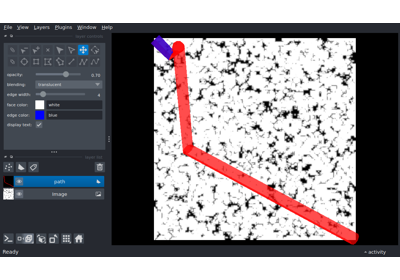 File View Layers Plugins Window Help
opacity: 0.70
blending: translucent
edge width:
face color: white
edge color: blue
display text:
path
Image
Ready
activity